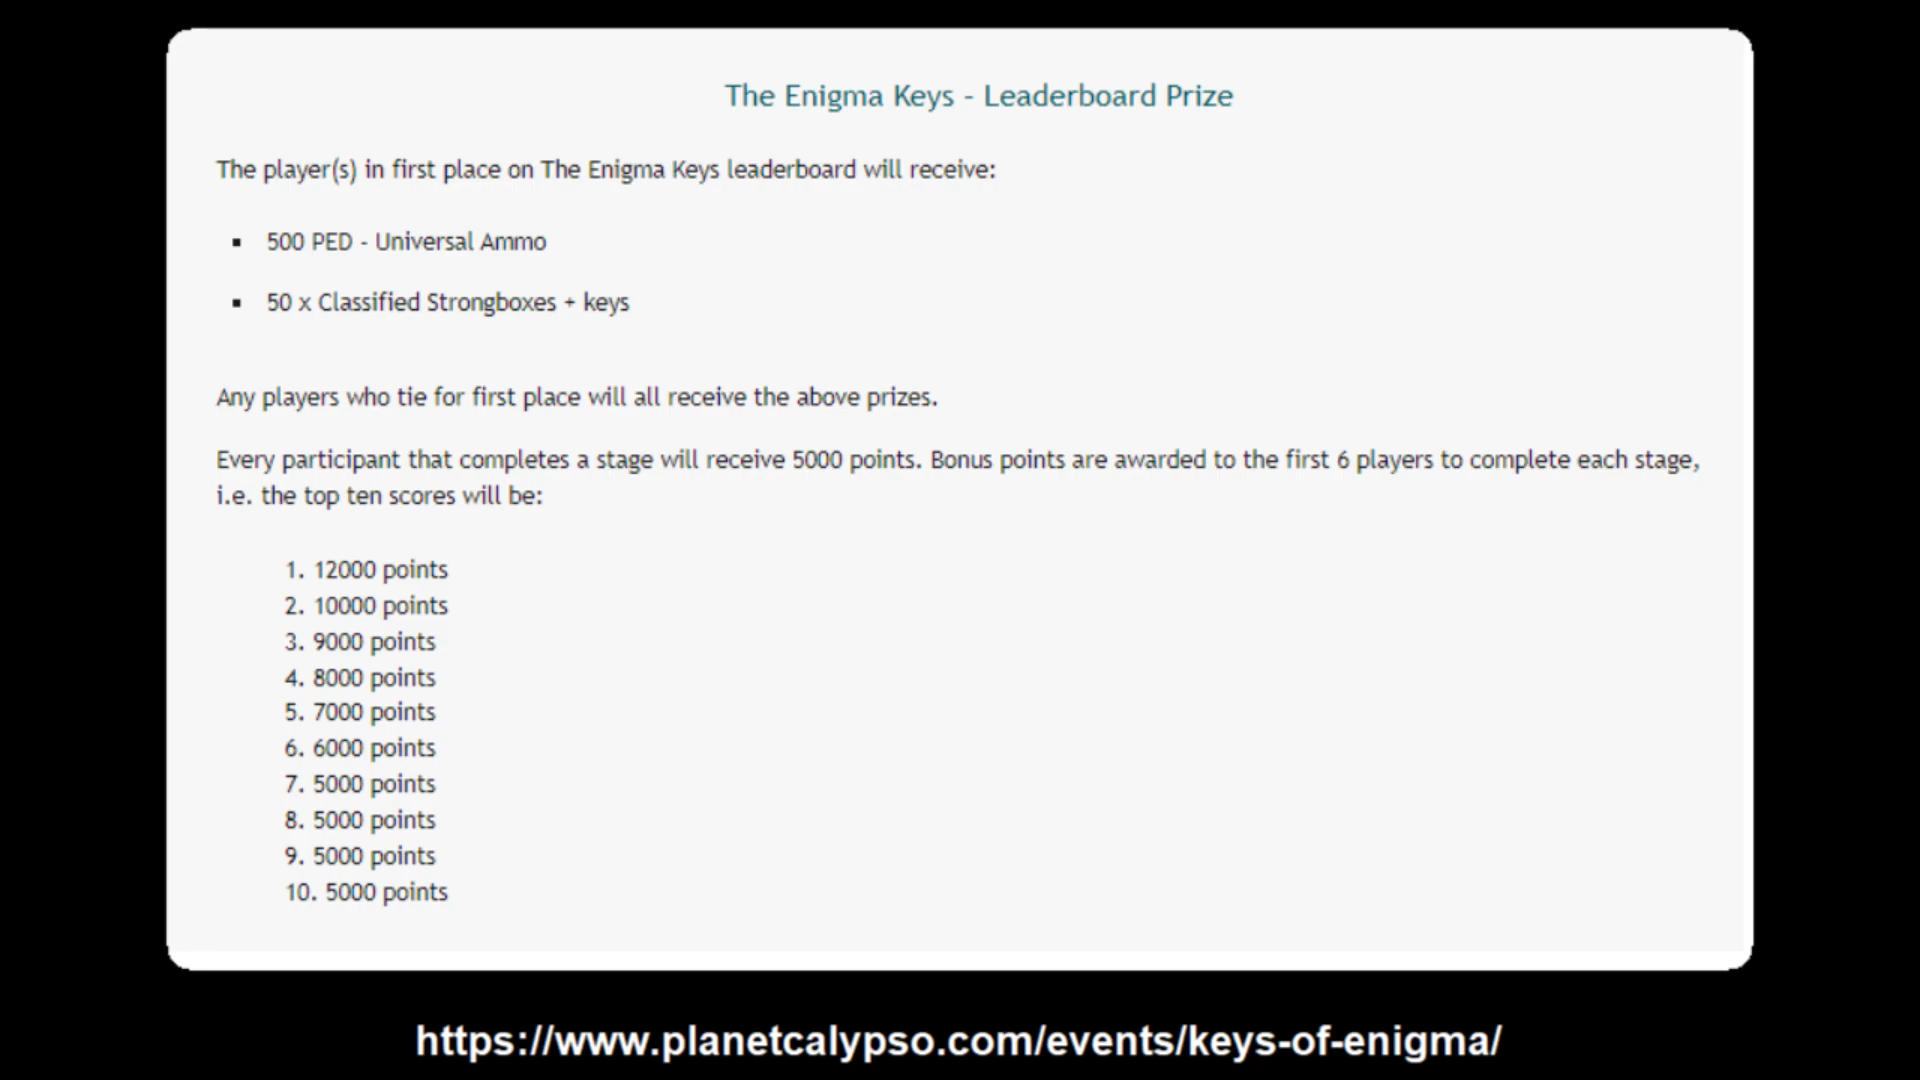 The Enigma Keys - Leaderboard Prize
The player(s) in first place on The Enigma Keys leaderboard will receive:
▪ 500 PED - Universal Ammo
▪ 50 x Classified Strongboxes + keys
Any players who tie for first place will all receive the above prizes.
Every participant that completes a stage will receive 5000 points. Bonus points are awarded to the first 6 players to complete each stage,
i.e. the top ten scores will be:
1. 12000 points
2. 10000 points
3. 9000 points
4. 8000 points
5. 7000 points
6. 6000 points
7. 5000 points
8. 5000 points
9. 5000 points
10. 5000 points
https://www.planetcalypso.com/events/keys-of-enigma/